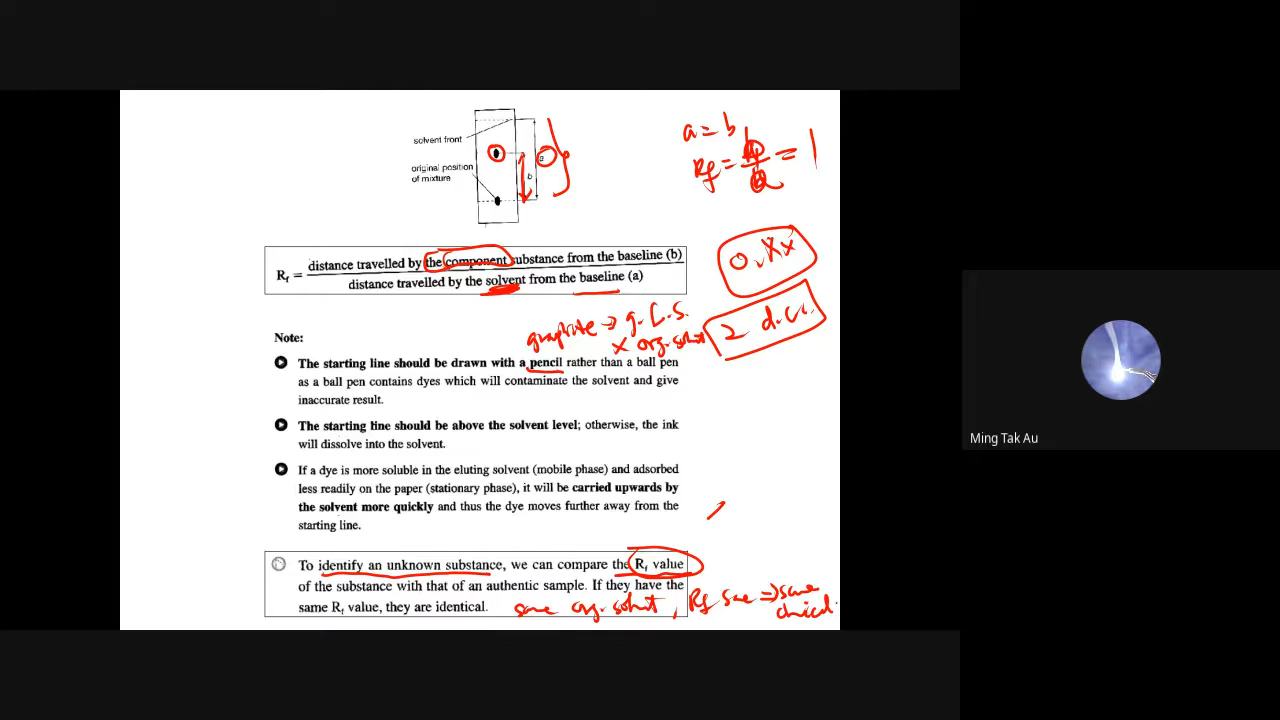 solvent front
original position
of mixture
a
b
a = b
Rf = b/a = 1
Rf = distance travelled by the component substance from the baseline (b)
distance travelled by the solvent from the baseline (a)
0.xx
2 d.c.
graphite → g.C.S.
x org. solvt
Note:
The starting line should be drawn with a pencil rather than a ball pen
as a ball pen contains dyes which will contaminate the solvent and give
inaccurate result.
The starting line should be above the solvent level; otherwise, the ink
will dissolve into the solvent.
If a dye is more soluble in the eluting solvent (mobile phase) and adsorbed
less readily on the paper (stationary phase), it will be carried upwards by
the solvent more quickly and thus the dye moves further away from the
starting line.
To identify an unknown substance, we can compare the Rf value
of the substance with that of an authentic sample. If they have the
same Rf value, they are identical.
same org. solvt, Rf same ⇒ same
Ming Tak Au